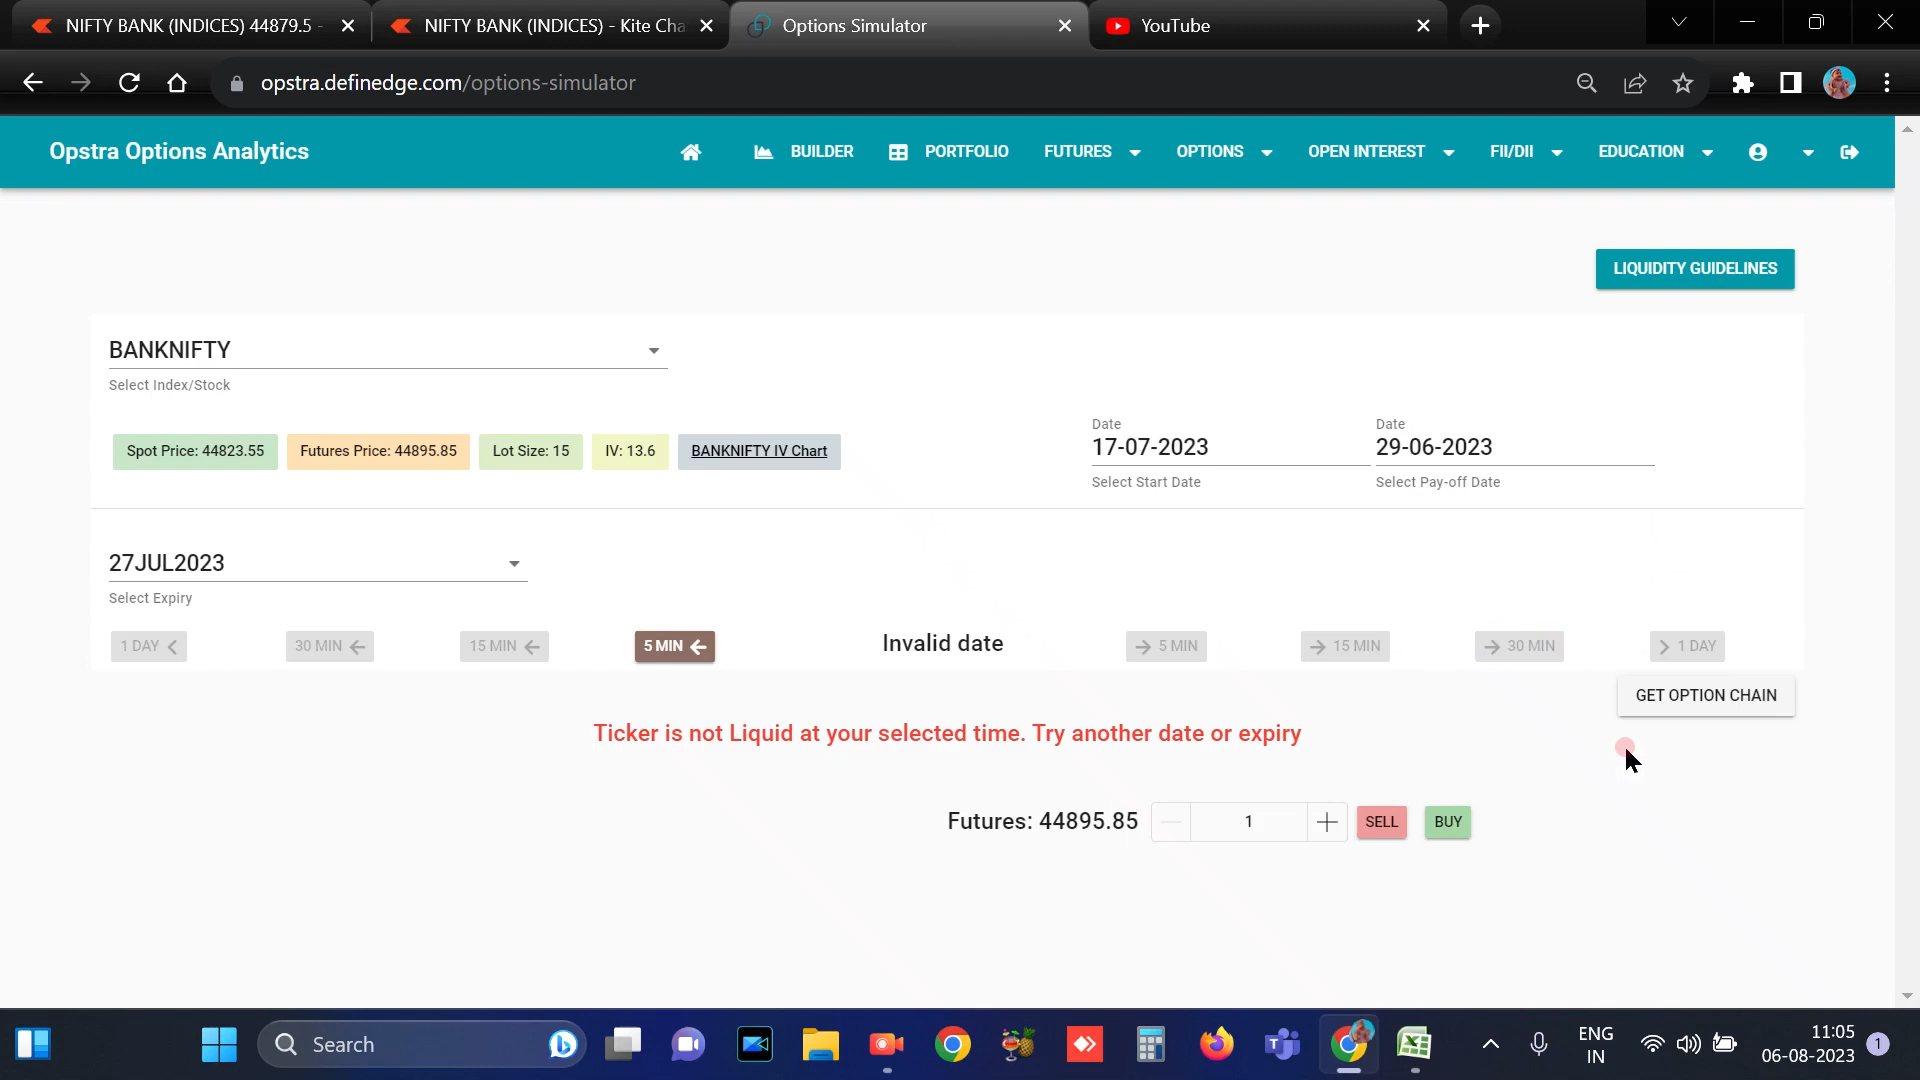 NIFTY BANK (INDICES) 44879.5 -
NIFTY BANK (INDICES) - Kite Cha
Options Simulator
YouTube
opstra.definedge.com/options-simulator
Opstra Options Analytics
BUILDER
PORTFOLIO
FUTURES
OPTIONS
OPEN INTEREST
FII/DII
EDUCATION
LIQUIDITY GUIDELINES
BANKNIFTY
Select Index/Stock
Spot Price: 44823.55
Futures Price: 44895.85
Lot Size: 15
IV: 13.6
BANKNIFTY IV Chart
Date
17-07-2023
Select Start Date
Date
29-06-2023
Select Pay-off Date
27JUL2023
Select Expiry
1 DAY
30 MIN
15 MIN
5 MIN
Invalid date
5 MIN
15 MIN
30 MIN
1 DAY
GET OPTION CHAIN
Ticker is not Liquid at your selected time. Try another date or expiry
Futures: 44895.85
1
SELL
BUY
Search
ENG
IN
11:05
06-08-2023
1